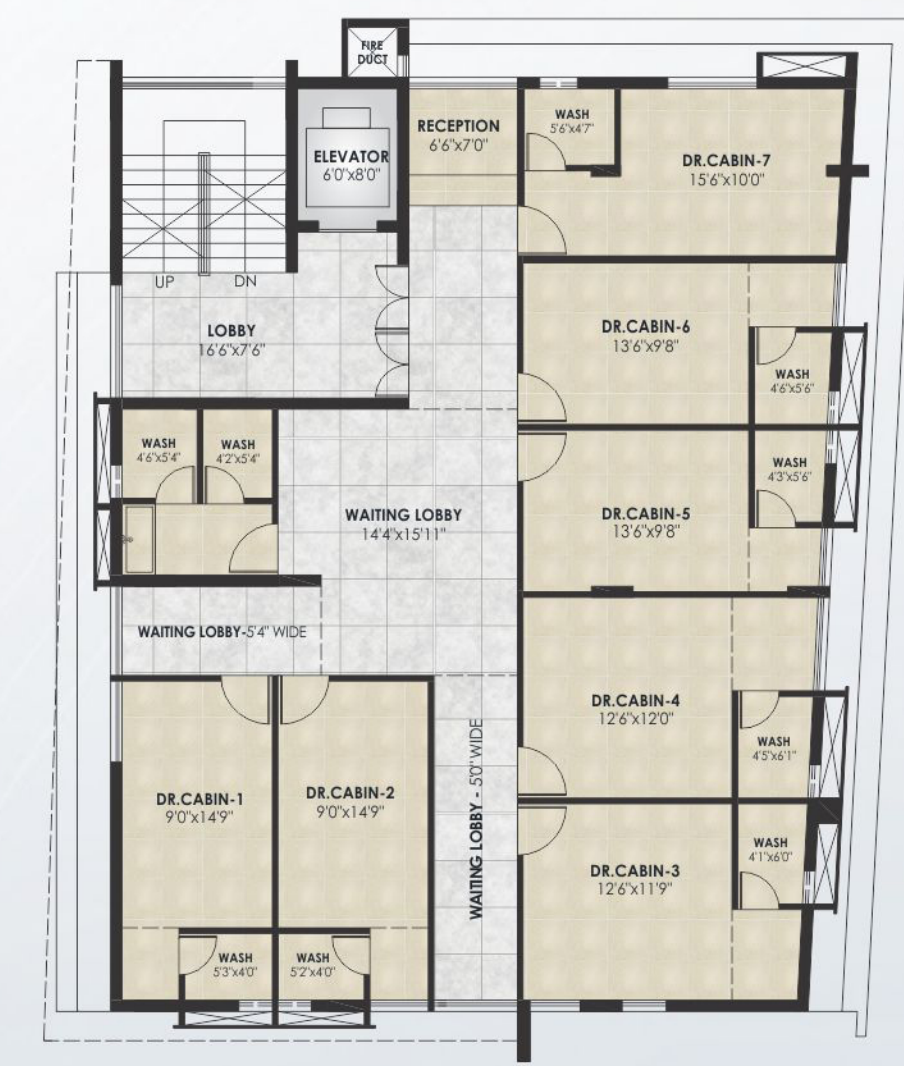 FIRE
DUCT
RECEPTION
6'6"x7'0"
WASH
5'6"x4'7"
ELEVATOR
6'0"x8'0"
DR.CABIN-7
15'6"x10'0"
UP
DN
LOBBY
16'6"x7'6"
DR.CABIN-6
13'6"x9'8"
WASH
4'6"x5'6"
WASH
4'6"x5'4"
WASH
4'2"x5'4"
WASH
4'3"x5'6"
WAITING LOBBY
14'4"x15'11"
DR.CABIN-5
13'6"x9'8"
WAITING LOBBY-5'4" WIDE
DR.CABIN-4
12'6"x12'0"
WASH
4'5"x6'1"
WAITING LOBBY - 5'0" WIDE
DR.CABIN-1
9'0"x14'9"
DR.CABIN-2
9'0"x14'9"
WASH
4'1"x6'0"
DR.CABIN-3
12'6"x11'9"
WASH
5'3"x4'0"
WASH
5'2"x4'0"